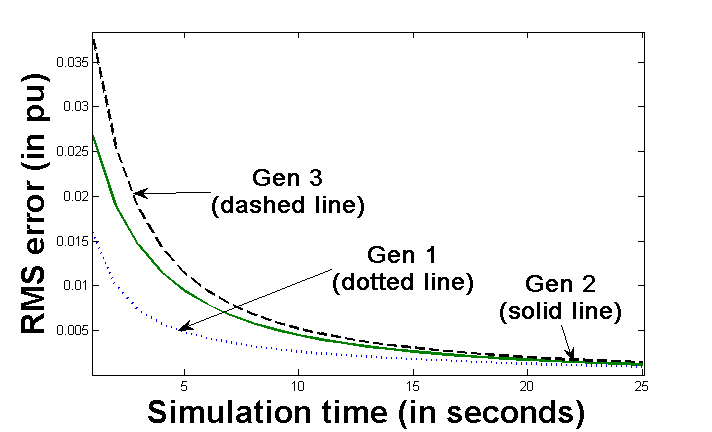 0.035
0.03
0.025
0.02
0.015
0.01
0.005
RMS error (in pu)
Gen 3
(dashed line)
Gen 1
(dotted line)
Gen 2
(solid line)
5
10
15
20
25
Simulation time (in seconds)